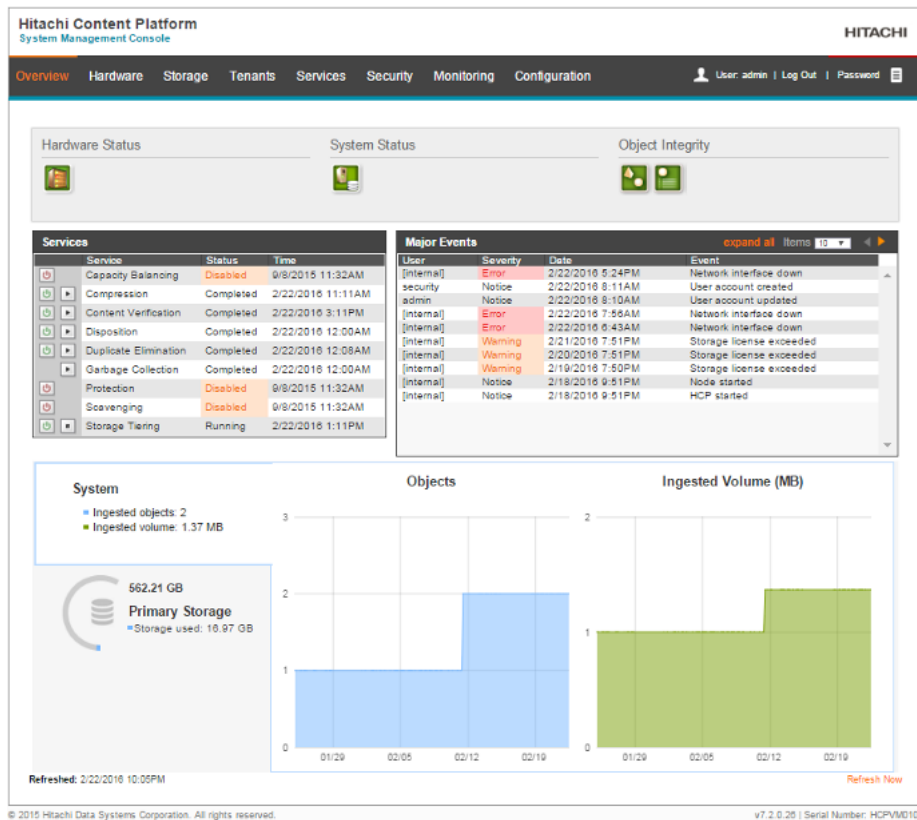 Hitachi Content Platform
System Management Console
HITACHI
Overview Hardware Storage Tenants Services Security Monitoring Configuration User: admin | Log Out | Password
Hardware Status System Status Object Integrity
Services
Service Status Time
Capacity Balancing Disabled 9/8/2015 11:32AM
Compression Completed 2/22/2016 11:11AM
Content Verification Completed 2/22/2016 3:11PM
Disposition Completed 2/22/2016 12:00AM
Duplicate Elimination Completed 2/22/2016 12:08AM
Garbage Collection Completed 2/22/2016 12:00AM
Protection Disabled 9/8/2015 11:32AM
Scavenging Disabled 9/8/2015 11:32AM
Storage Tiering Running 2/22/2016 1:11PM
Major Events expand all Items 10
User Severity Date Event
[internal] Error 2/22/2016 5:24PM Network interface down
security Notice 2/22/2016 8:11AM User account created
admin Notice 2/22/2016 8:10AM User account updated
[internal] Error 2/22/2016 7:56AM Network interface down
[internal] Error 2/22/2016 6:43AM Network interface down
[internal] Warning 2/21/2016 7:51PM Storage license exceeded
[internal] Warning 2/20/2016 7:51PM Storage license exceeded
[internal] Warning 2/19/2016 7:50PM Storage license exceeded
[internal] Notice 2/18/2016 9:51PM Node started
[internal] Notice 2/18/2016 9:51PM HCP started
System
Ingested objects: 2
Ingested volume: 1.37 MB
562.21 GB
Primary Storage
Storage used: 16.97 GB
Objects
3
2
1
0
01/29 02/05 02/12 02/19
Ingested Volume (MB)
2
1
0
01/29 02/05 02/12 02/19
Refreshed: 2/22/2016 10:05PM
Refresh Now
© 2015 Hitachi Data Systems Corporation. All rights reserved.
v7.2.0.26 | Serial Number: HCPVM010